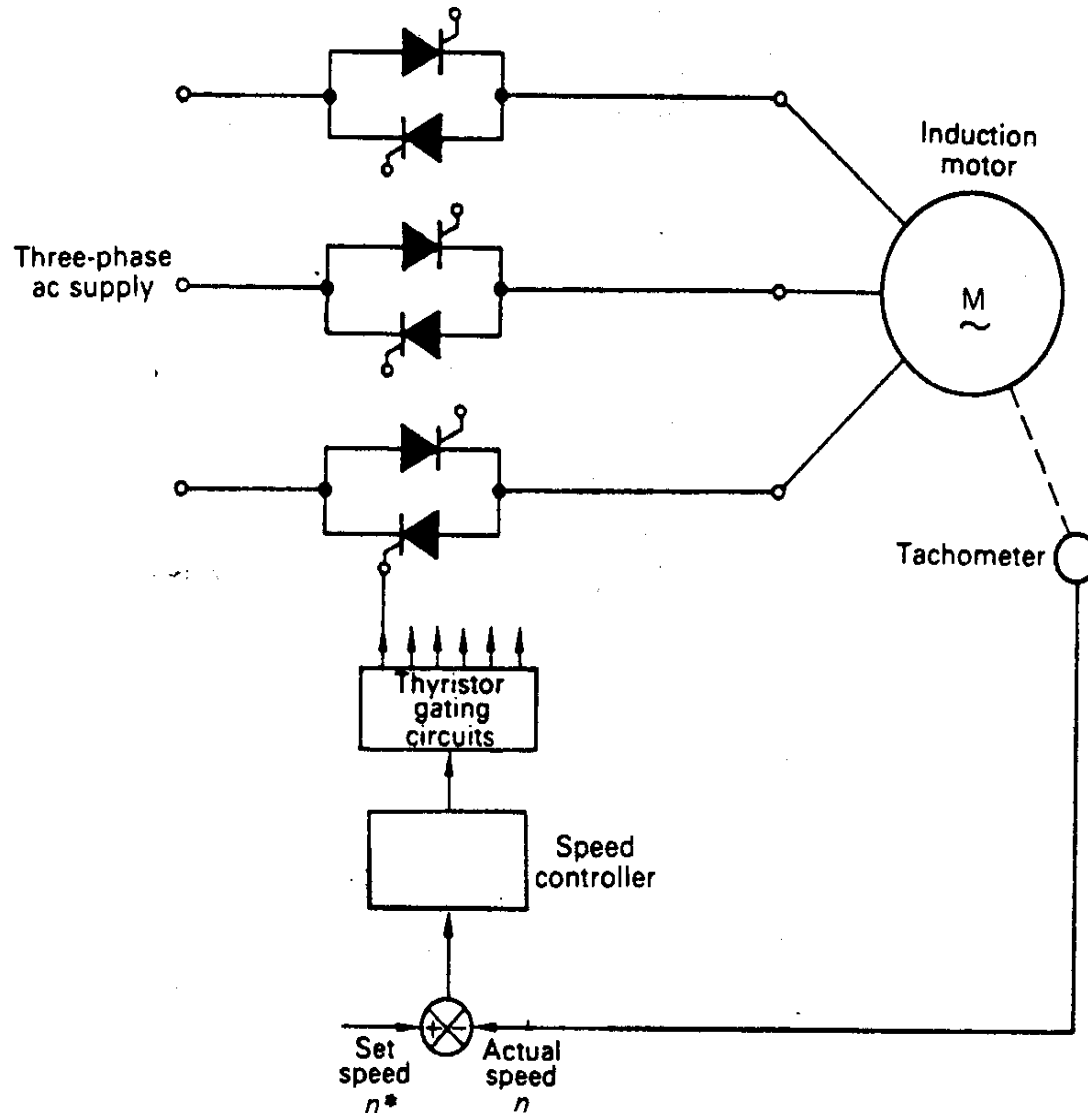 Induction
motor
Three-phase
ac supply
M
~
Tachometer
Thyristor
gating
circuits
Speed
controller
+ −
Set
speed
n*
Actual
speed
n